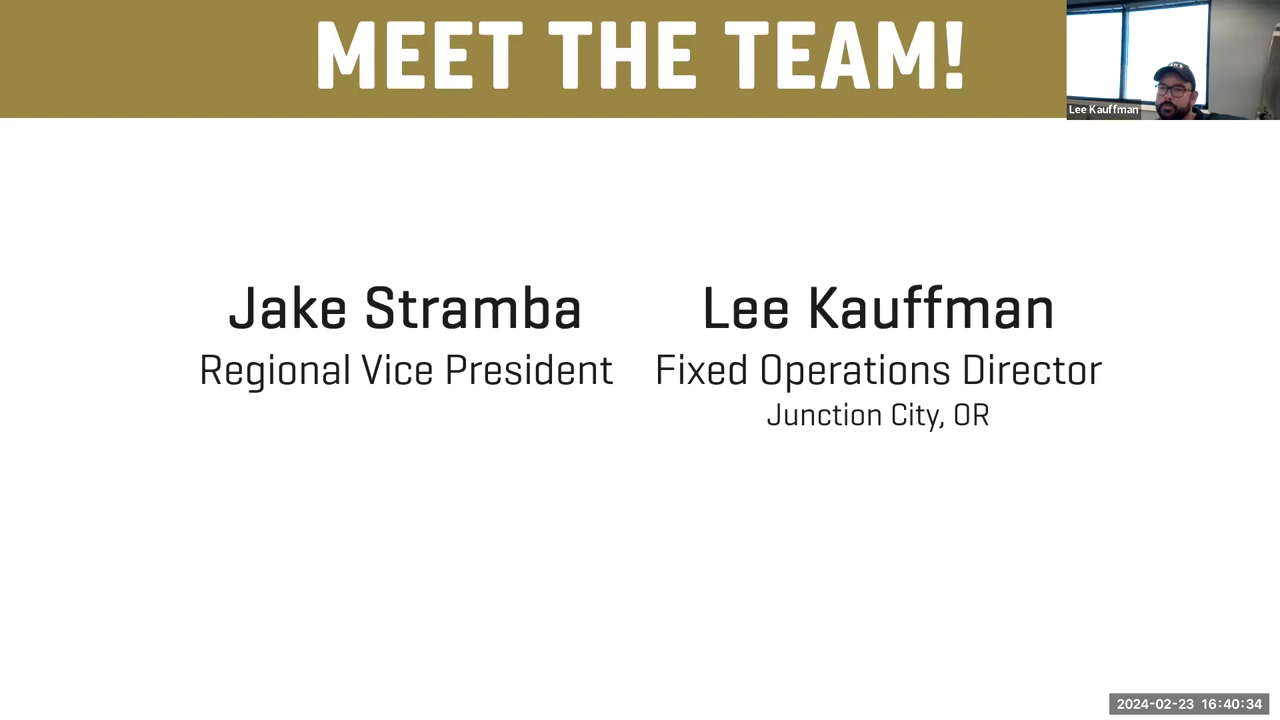 MEET THE TEAM!
Lee Kauffman
Jake Stramba
Regional Vice President
Lee Kauffman
Fixed Operations Director
Junction City, OR
2024-02-23 16:40:34